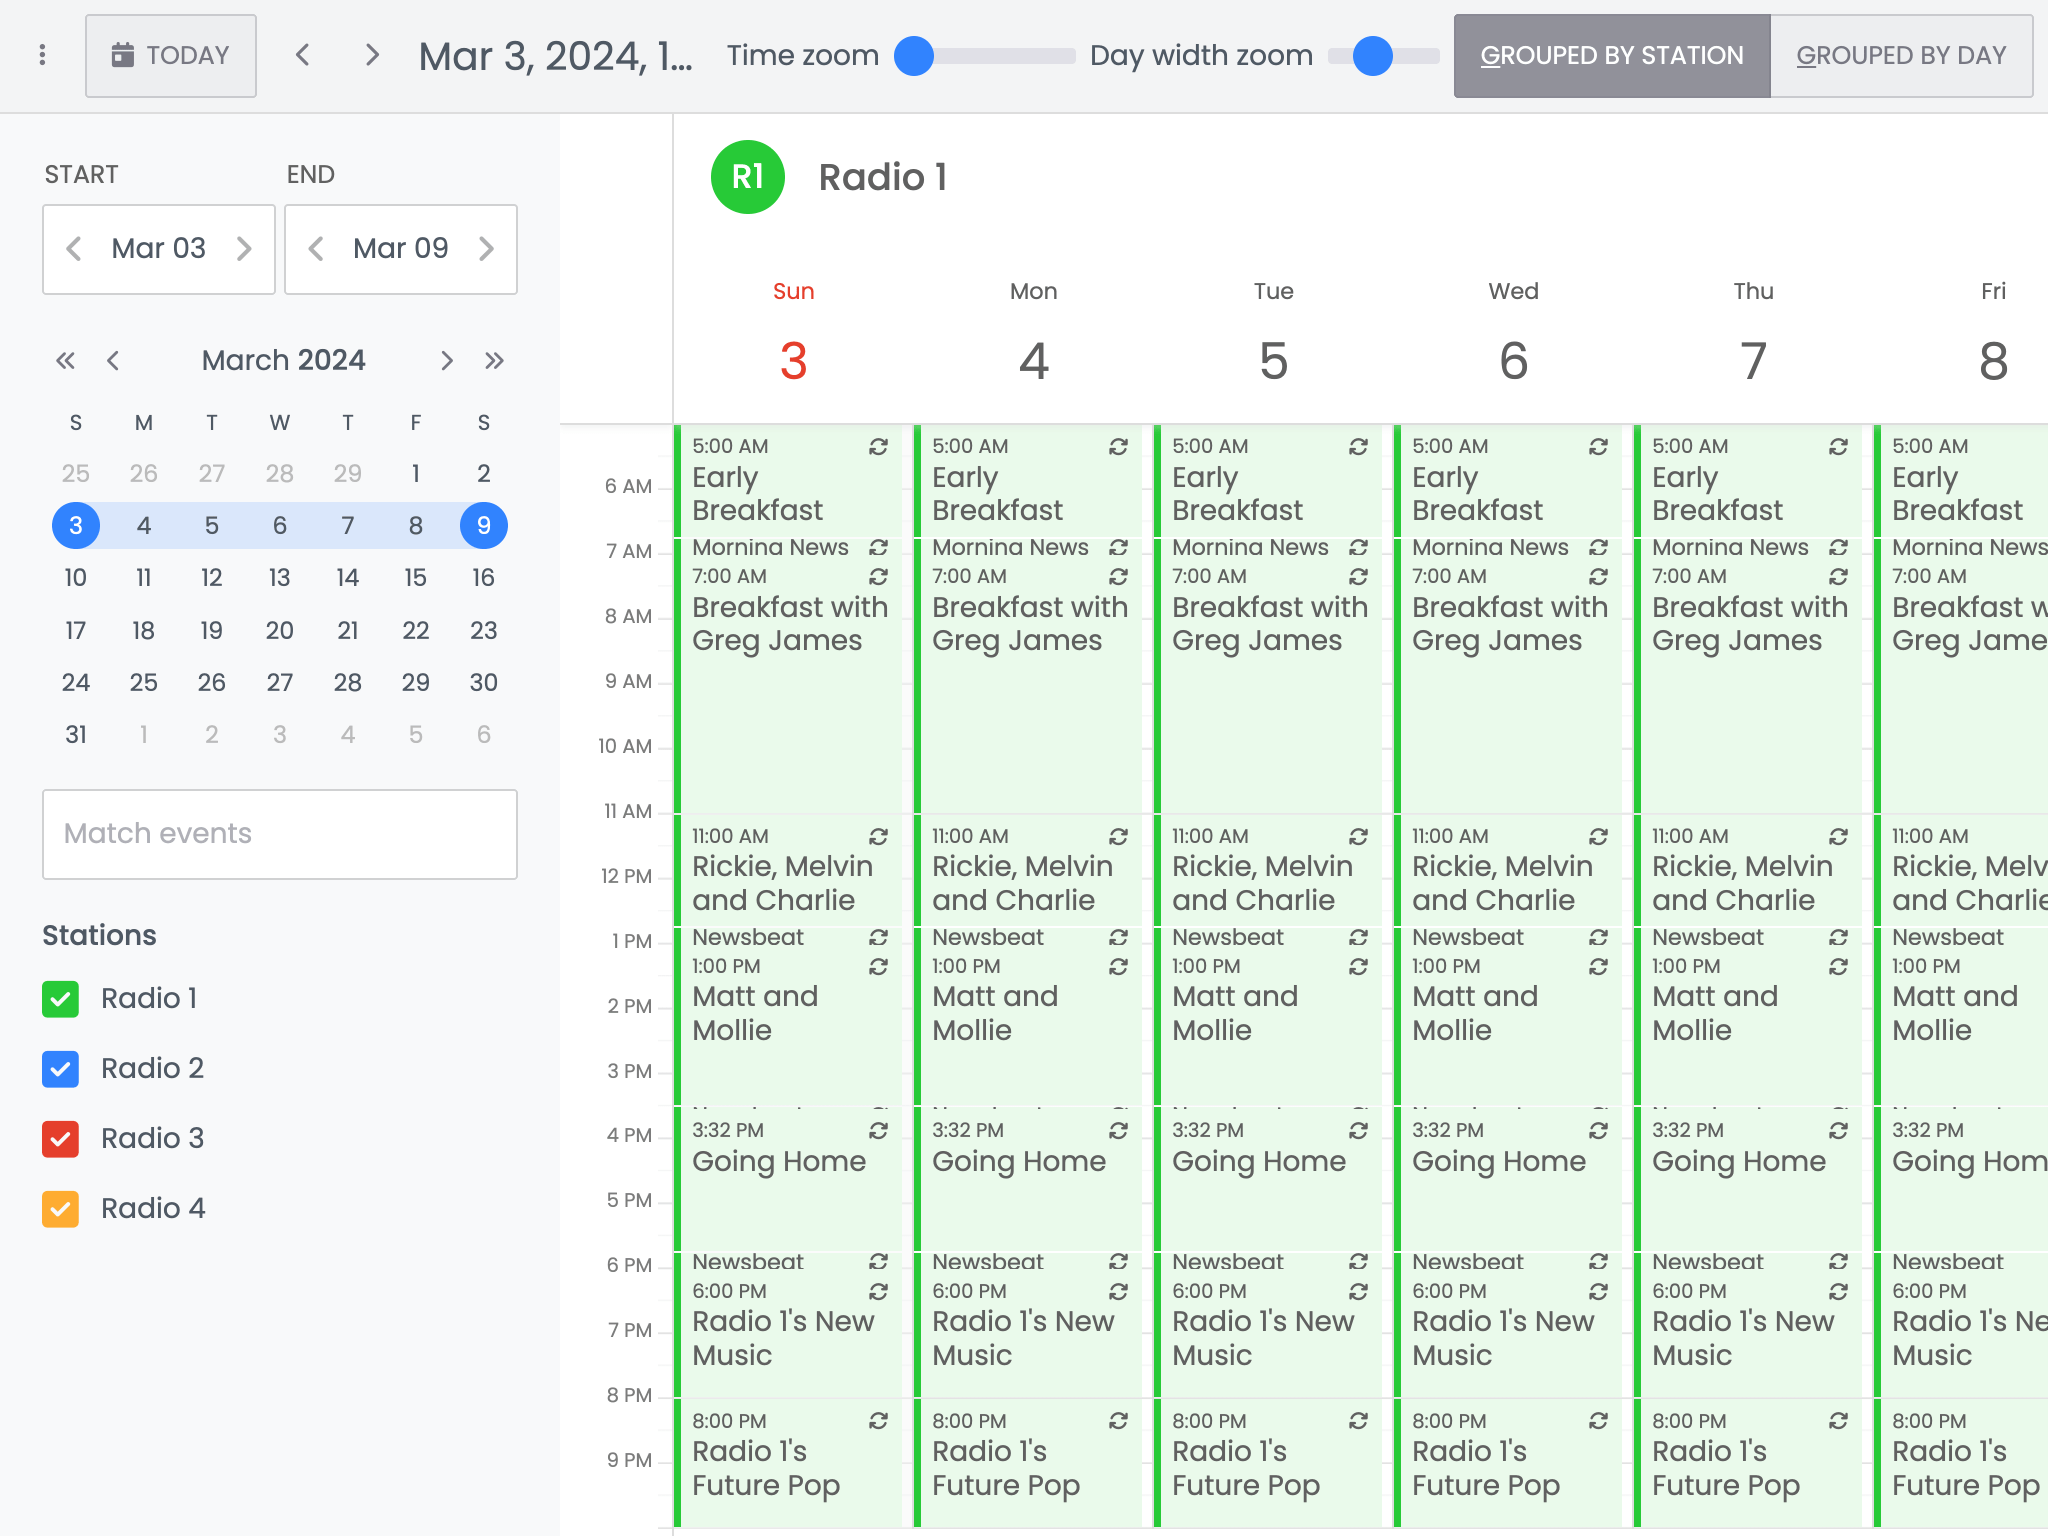 TODAY
Mar 3, 2024, 1...
Time zoom
Day width zoom
GROUPED BY STATION
GROUPED BY DAY
START END
Mar 03 Mar 09
March 2024
S M T W T F S
25 26 27 28 29 1 2
3 4 5 6 7 8 9
10 11 12 13 14 15 16
17 18 19 20 21 22 23
24 25 26 27 28 29 30
31 1 2 3 4 5 6
Match events
Stations
Radio 1
Radio 2
Radio 3
Radio 4
R1 Radio 1
Sun Mon Tue Wed Thu Fri
3 4 5 6 7 8
6 AM
7 AM
8 AM
9 AM
10 AM
11 AM
12 PM
1 PM
2 PM
3 PM
4 PM
5 PM
6 PM
7 PM
8 PM
9 PM
5:00 AM
Early
Breakfast
Morning News
7:00 AM
Breakfast with
Greg James
11:00 AM
Rickie, Melvin
and Charlie
Newsbeat
1:00 PM
Matt and
Mollie
3:32 PM
Going Home
Newsbeat
6:00 PM
Radio 1's New
Music
8:00 PM
Radio 1's
Future Pop
5:00 AM
Early
Breakfast
Morning News
7:00 AM
Breakfast with
Greg James
11:00 AM
Rickie, Melvin
and Charlie
Newsbeat
1:00 PM
Matt and
Mollie
3:32 PM
Going Home
Newsbeat
6:00 PM
Radio 1's New
Music
8:00 PM
Radio 1's
Future Pop
5:00 AM
Early
Breakfast
Morning News
7:00 AM
Breakfast with
Greg James
11:00 AM
Rickie, Melvin
and Charlie
Newsbeat
1:00 PM
Matt and
Mollie
3:32 PM
Going Home
Newsbeat
6:00 PM
Radio 1's New
Music
8:00 PM
Radio 1's
Future Pop
5:00 AM
Early
Breakfast
Morning News
7:00 AM
Breakfast with
Greg James
11:00 AM
Rickie, Melvin
and Charlie
Newsbeat
1:00 PM
Matt and
Mollie
3:32 PM
Going Home
Newsbeat
6:00 PM
Radio 1's New
Music
8:00 PM
Radio 1's
Future Pop
5:00 AM
Early
Breakfast
Morning News
7:00 AM
Breakfast with
Greg James
11:00 AM
Rickie, Melvin
and Charlie
Newsbeat
1:00 PM
Matt and
Mollie
3:32 PM
Going Home
Newsbeat
6:00 PM
Radio 1's New
Music
8:00 PM
Radio 1's
Future Pop
5:00 AM
Early
Breakfast
Morning News
7:00 AM
Breakfast w
Greg Jame
11:00 AM
Rickie, Melv
and Charlie
Newsbeat
1:00 PM
Matt and
Mollie
3:32 PM
Going Hom
Newsbeat
6:00 PM
Radio 1's Ne
Music
8:00 PM
Radio 1's
Future Pop